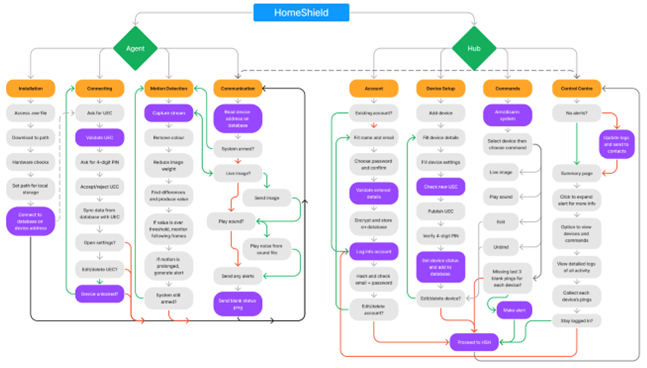 HomeShield
Agent
Hub
Installation
Access .exe file
Download to path
Hardware checks
Set path for local
storage
Connect to
database on
device address
Connecting
Ask for UEC
Validate UEC
Ask for 4-digit PIN
Accept/reject UEC
Sync data from
database with UEC
Open settings?
Edit/delete UEC?
Device unlocated?
Motion Detection
Capture stream
Remove colour
Reduce image
weight
Find differences
and produce value
If value is over
threshold, monitor
following frames
If motion is
prolonged,
generate alert
System still
armed?
Communication
Read device
address on
database
System armed?
Live image?
Send image
Play sound?
Play noise from
sound file
Send any alerts
Send blank status
ping
Account
Existing account?
Fill name and email
Choose password
and confirm
Validate entered
details
Encrypt and store
on database
Log into account
Hash and check
email + password
Edit/delete
account?
Device Setup
Add device
Fill device details
Fill device settings
Check new UEC
Publish UEC
Verify 4-digit PIN
Set device status
and add to
database
Edit/delete device?
Commands
Arm/disarm
system
Select device then
choose command
Live image
Play sound
Edit
Unbind
Missing last 3
blank pings for
each device?
Make alert
Proceed to HSH
Control Centre
No alerts?
Update logs
and send to
contacts
Summary page
Click to expand
alert for more info
Option to view
devices and
commands
View detailed logs
of all activity
Collect each
device's pings
Stay logged in?